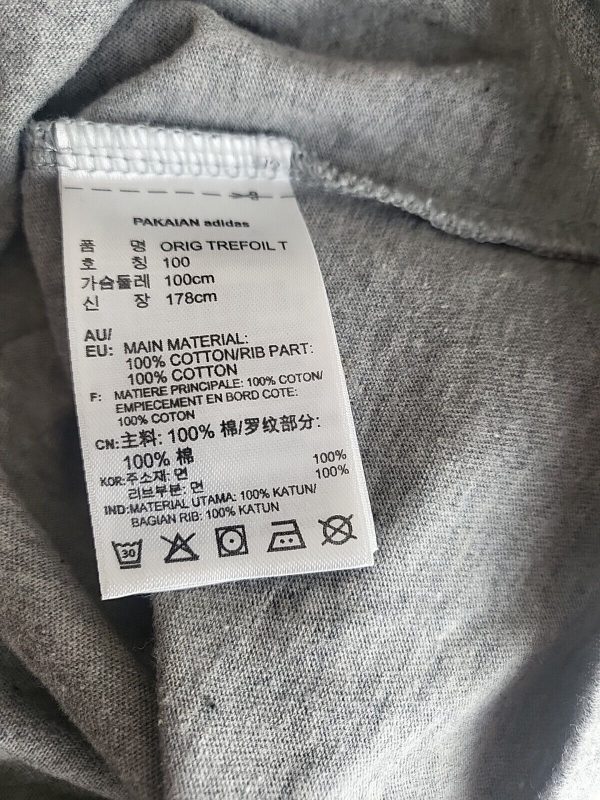 PAKAIAN adidas
품 명 ORIG TREFOIL T
호 칭 100
가슴둘레 100cm
신 장 178cm
AU/
EU: MAIN MATERIAL:
100% COTTON/RIB PART:
100% COTTON
F: MATIERE PRINCIPALE: 100% COTON/
EMPIECEMENT EN BORD COTE:
100% COTON
CN:主料: 100% 棉/罗纹部分:
100% 棉
KOR:주소재: 면 100%
리브부분: 면 100%
IND:MATERIAL UTAMA: 100% KATUN/
BAGIAN RIB: 100% KATUN
30